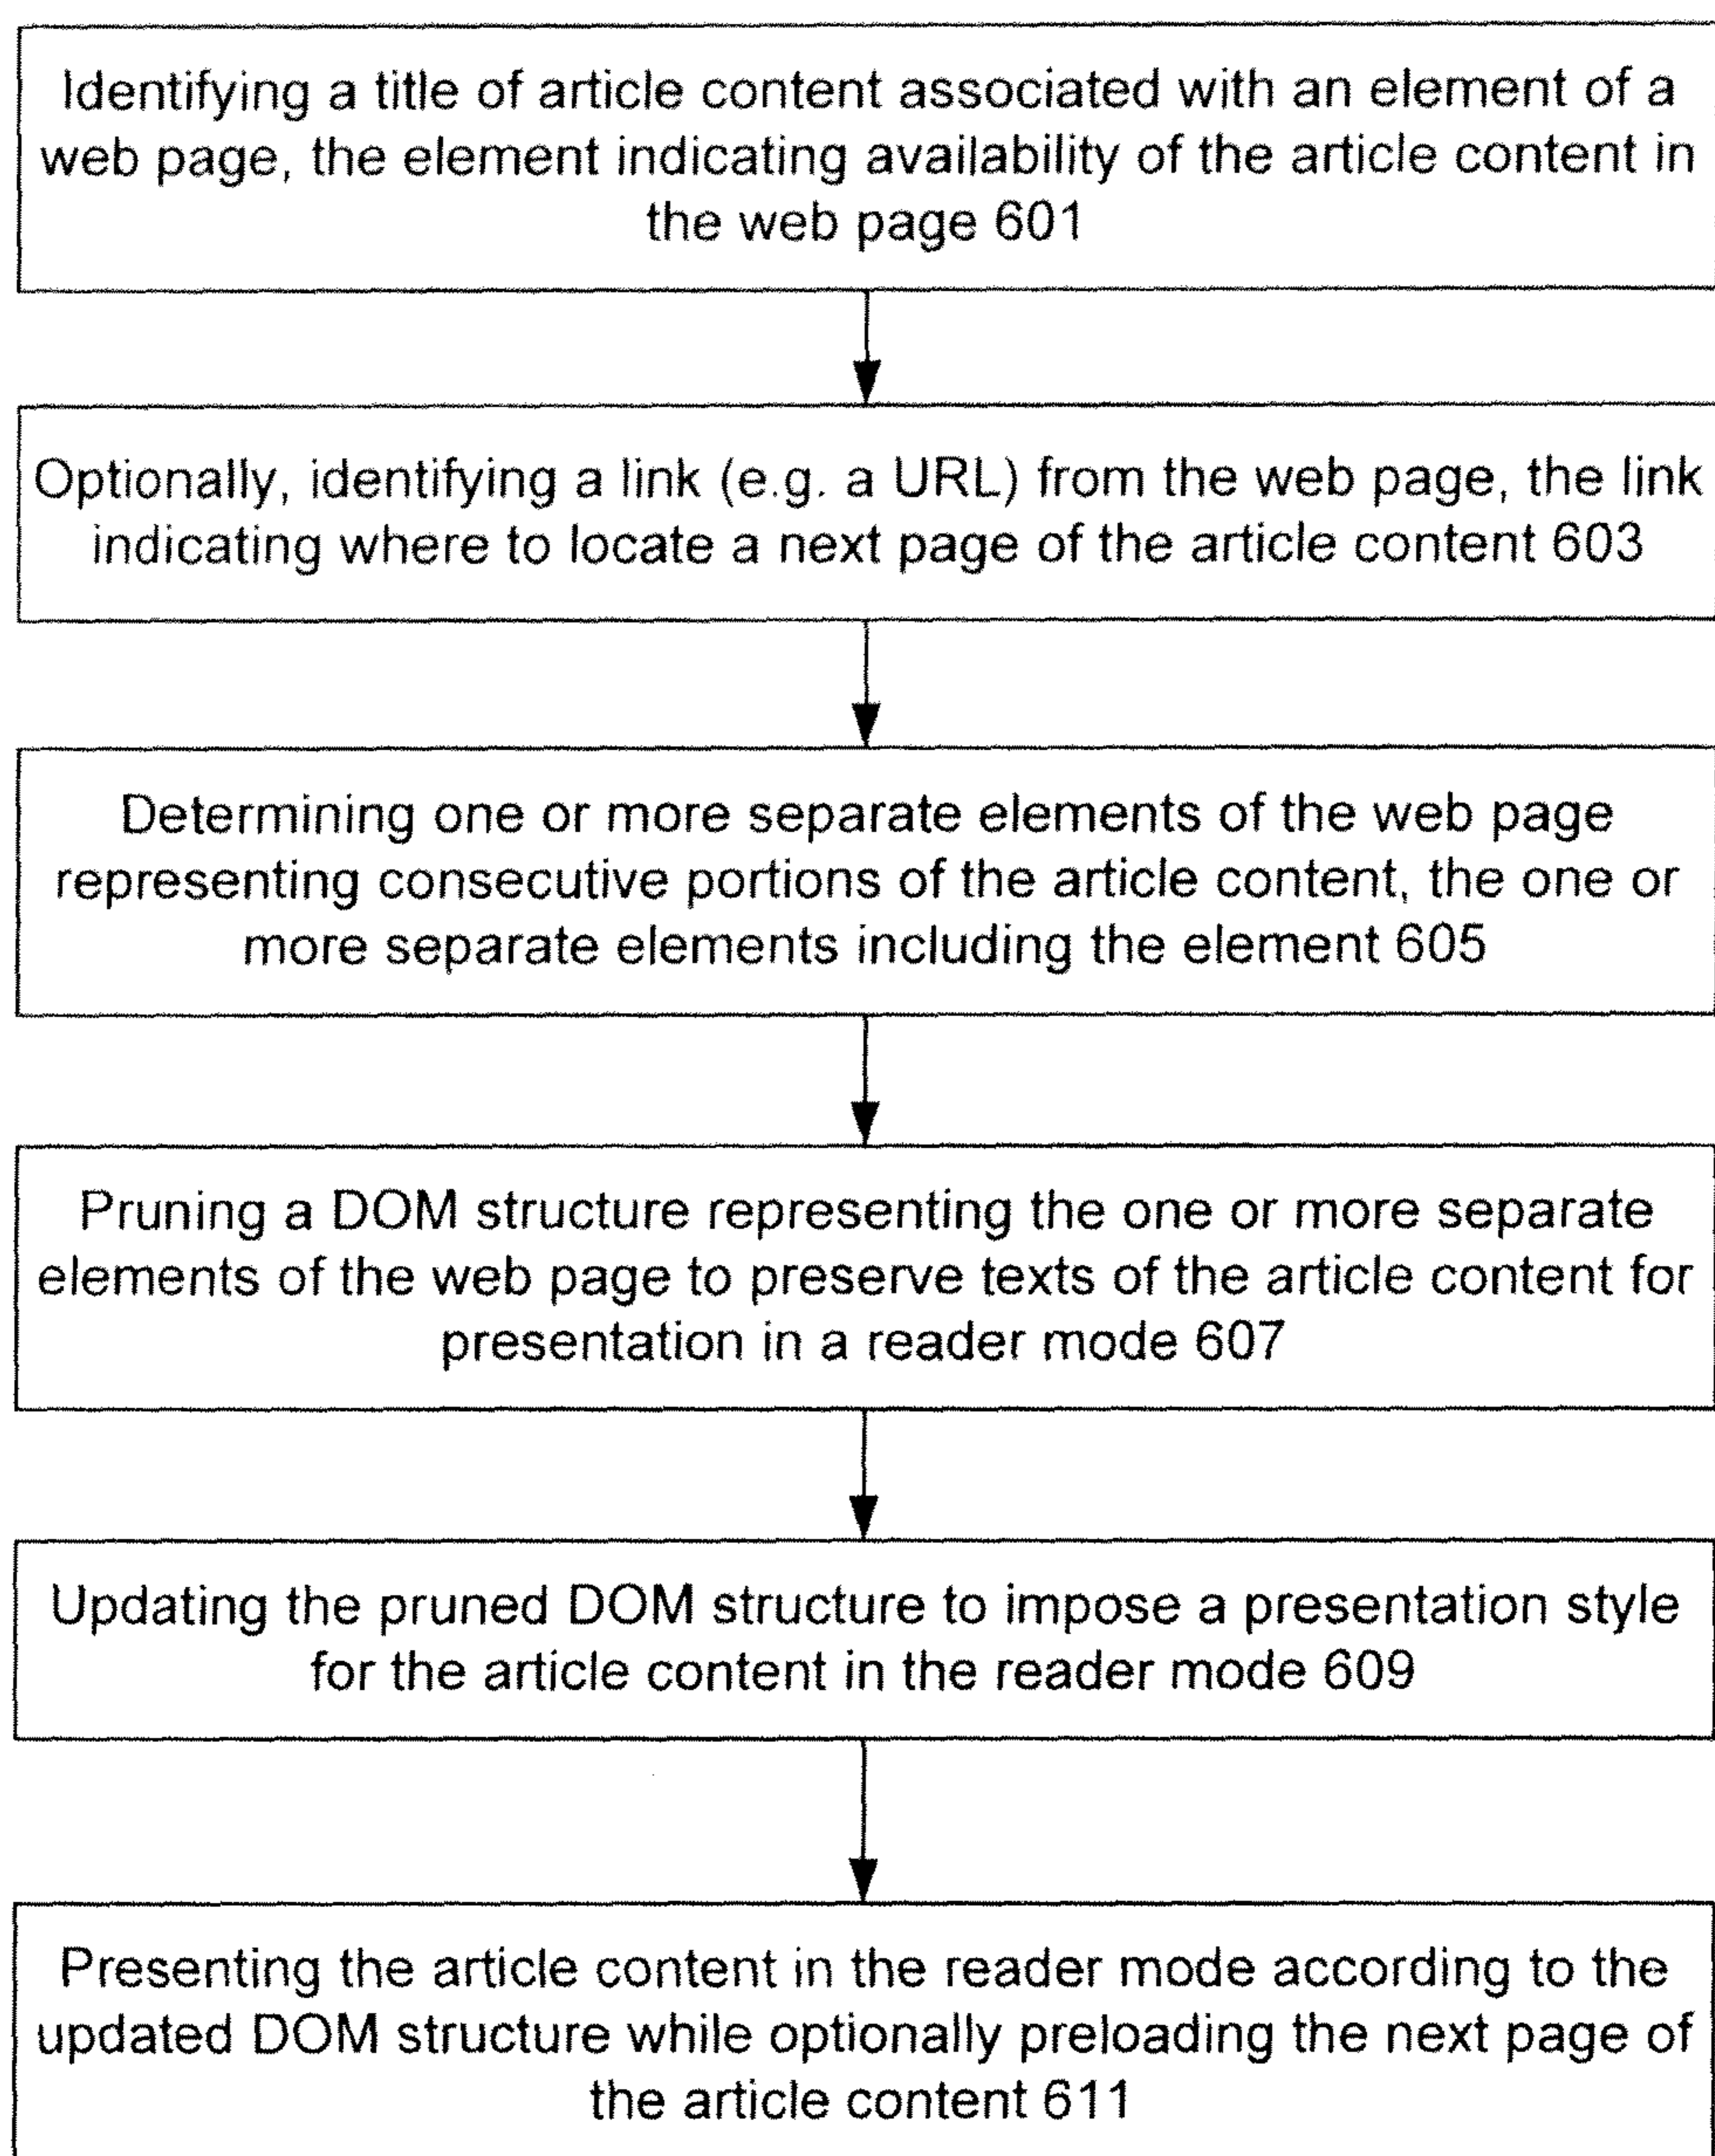 Identifying a title of article content associated with an element of a
web page, the element indicating availability of the article content in
the web page 601
Optionally, identifying a link (e.g. a URL) from the web page, the link
indicating where to locate a next page of the article content 603
Determining one or more separate elements of the web page
representing consecutive portions of the article content, the one or
more separate elements including the element 605
Pruning a DOM structure representing the one or more separate
elements of the web page to preserve texts of the article content for
presentation in a reader mode 607
Updating the pruned DOM structure to impose a presentation style
for the article content in the reader mode 609
Presenting the article content in the reader mode according to the
updated DOM structure while optionally preloading the next page of
the article content 611